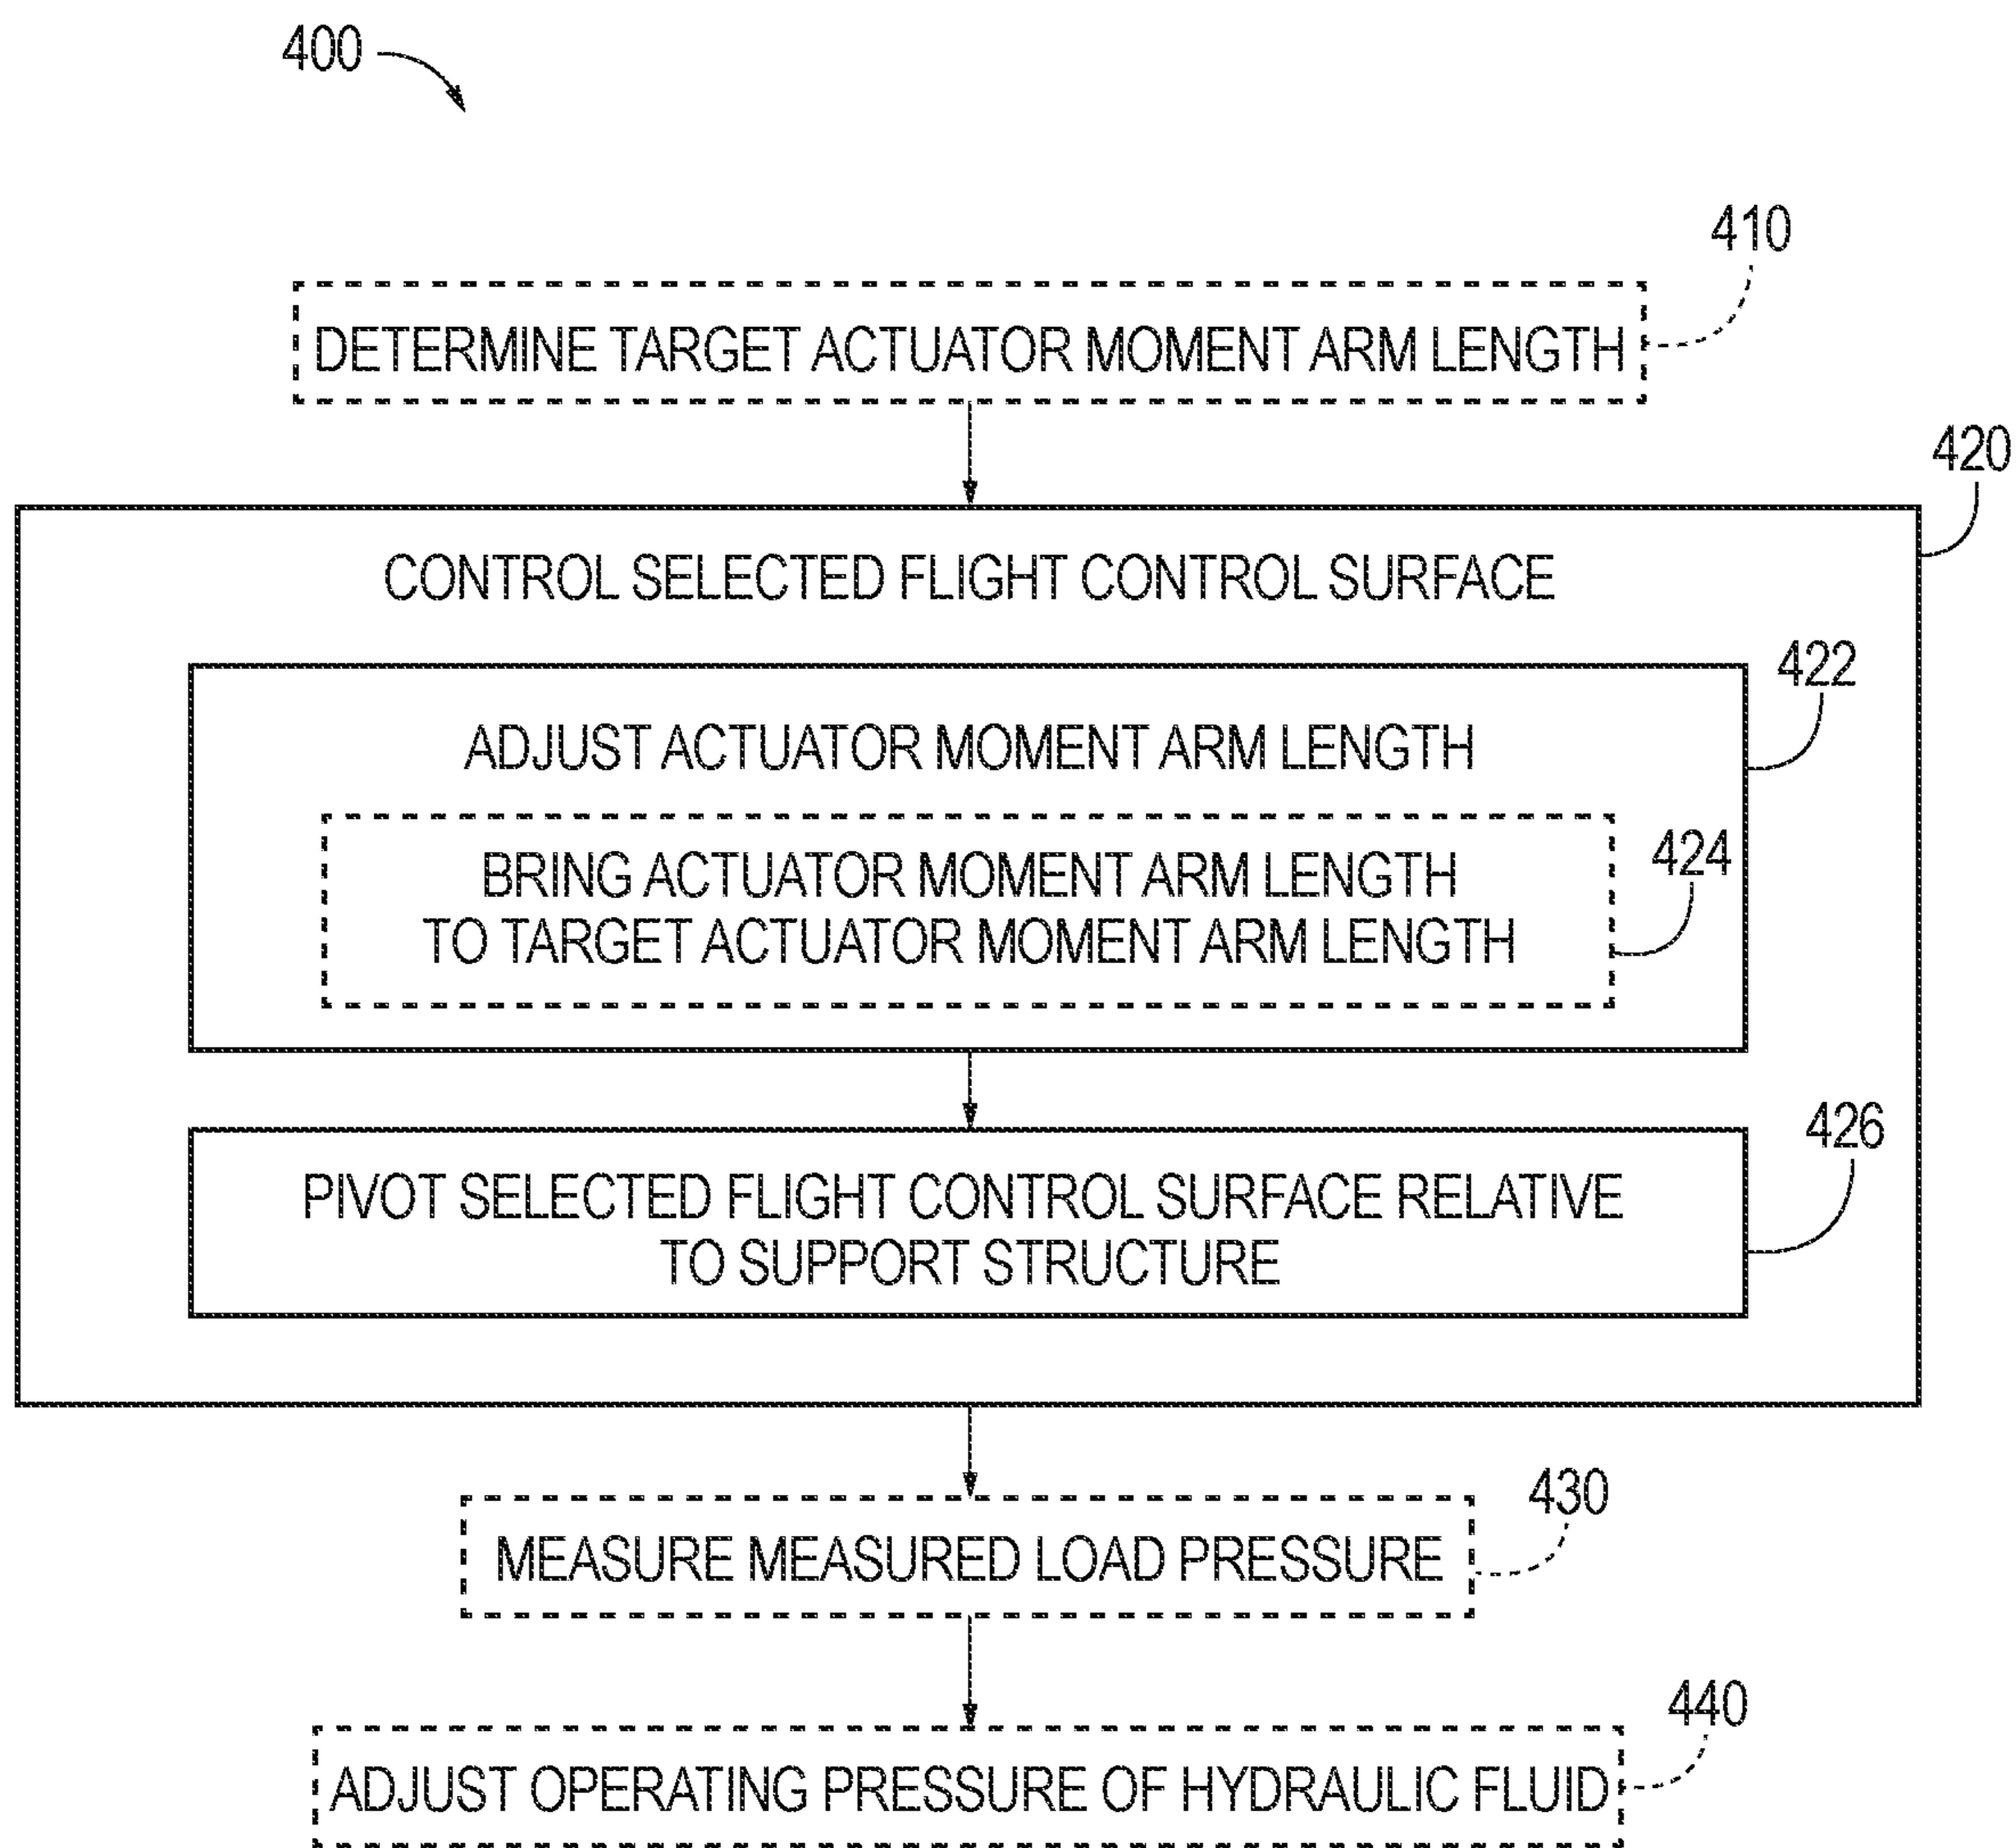 400
410
DETERMINE TARGET ACTUATOR MOMENT ARM LENGTH
420
CONTROL SELECTED FLIGHT CONTROL SURFACE
422
ADJUST ACTUATOR MOMENT ARM LENGTH
424
BRING ACTUATOR MOMENT ARM LENGTH
TO TARGET ACTUATOR MOMENT ARM LENGTH
426
PIVOT SELECTED FLIGHT CONTROL SURFACE RELATIVE
TO SUPPORT STRUCTURE
430
MEASURE MEASURED LOAD PRESSURE
440
ADJUST OPERATING PRESSURE OF HYDRAULIC FLUID